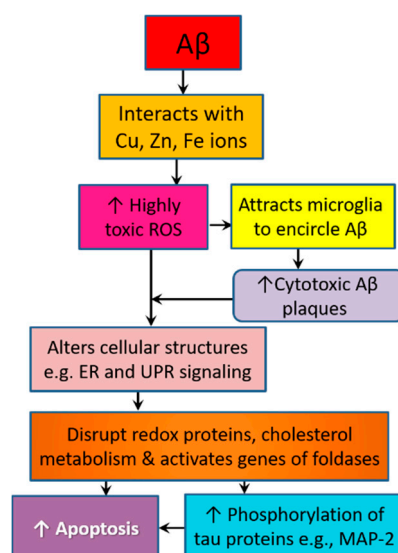 Aβ
Interacts with
Cu, Zn, Fe ions
↑ Highly
toxic ROS
Attracts microglia
to encircle Aβ
↑Cytotoxic Aβ
plaques
Alters cellular structures
e.g. ER and UPR signaling
Disrupt redox proteins, cholesterol
metabolism & activates genes of foldases
↑ Apoptosis
↑ Phosphorylation of
tau proteins e.g., MAP-2